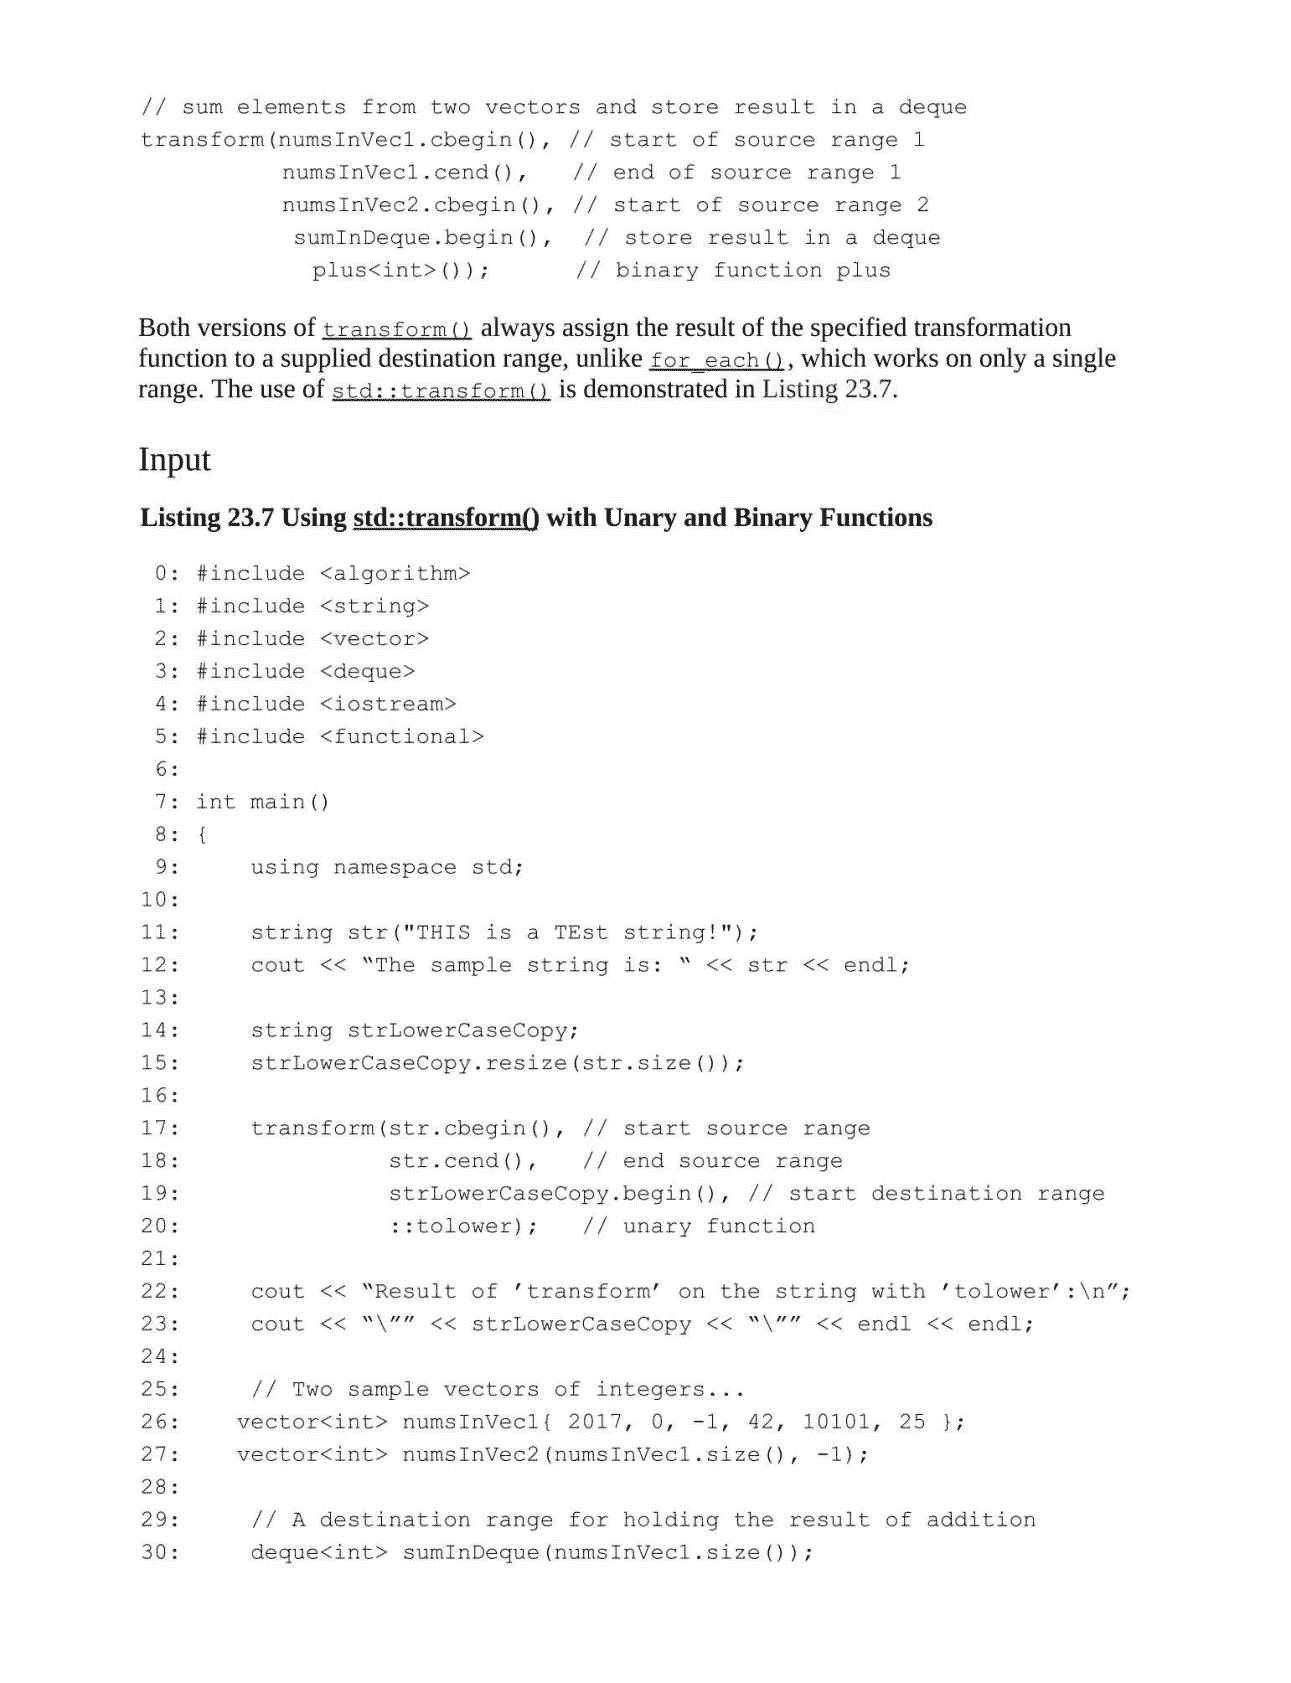 // sum elements from two vectors and store result in a deque
transform(numsInVec1.cbegin(), // start of source range 1
          numsInVec1.cend(),   // end of source range 1
          numsInVec2.cbegin(), // start of source range 2
           sumInDeque.begin(),  // store result in a deque
            plus<int>());      // binary function plus
Both versions of transform() always assign the result of the specified transformation
function to a supplied destination range, unlike for_each(), which works on only a single
range. The use of std::transform() is demonstrated in Listing 23.7.
Input
Listing 23.7 Using std::transform() with Unary and Binary Functions
 0: #include <algorithm>
 1: #include <string>
 2: #include <vector>
 3: #include <deque>
 4: #include <iostream>
 5: #include <functional>
 6:
 7: int main()
 8: {
 9:     using namespace std;
10:
11:     string str("THIS is a TEst string!");
12:     cout << “The sample string is: “ << str << endl;
13:
14:     string strLowerCaseCopy;
15:     strLowerCaseCopy.resize(str.size());
16:
17:     transform(str.cbegin(), // start source range
18:               str.cend(),   // end source range
19:               strLowerCaseCopy.begin(), // start destination range
20:               ::tolower);   // unary function
21:
22:     cout << “Result of ’transform’ on the string with ’tolower’:\n”;
23:     cout << “\”” << strLowerCaseCopy << “\”” << endl << endl;
24:
25:     // Two sample vectors of integers...
26:    vector<int> numsInVec1{ 2017, 0, -1, 42, 10101, 25 };
27:    vector<int> numsInVec2(numsInVec1.size(), -1);
28:
29:     // A destination range for holding the result of addition
30:     deque<int> sumInDeque(numsInVec1.size());